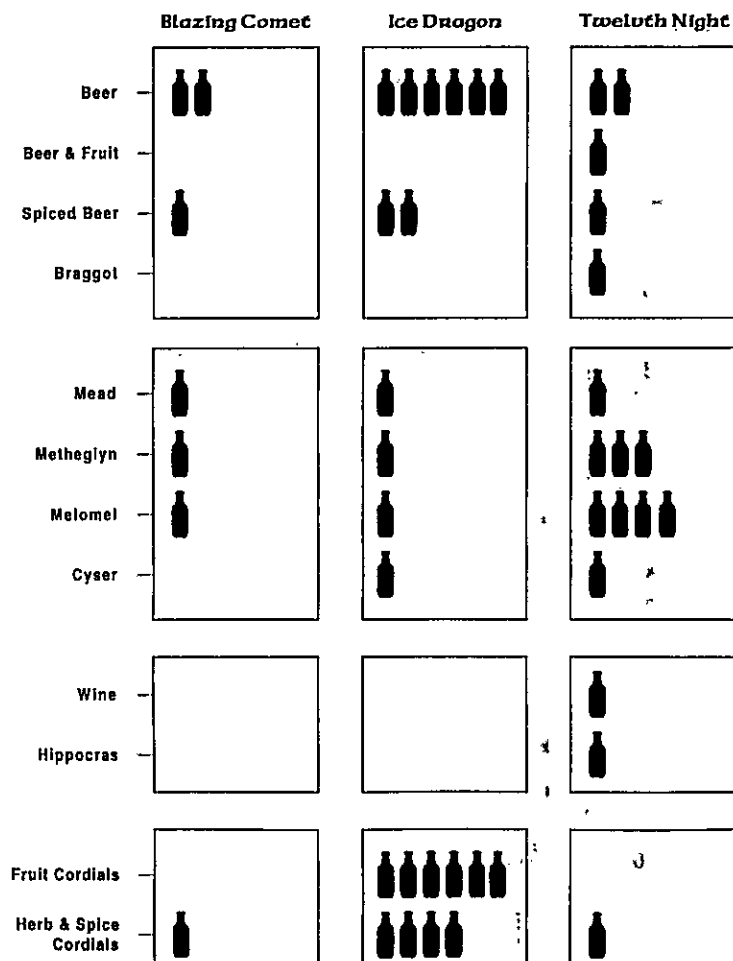 Blazing Comet Ice Dragon Twelvth Night
Beer
Beer & Fruit
Spiced Beer
Braggot
Mead
Metheglyn
Melomel
Cyser
Wine
Hippocras
Fruit Cordials
Herb & Spice
Cordials